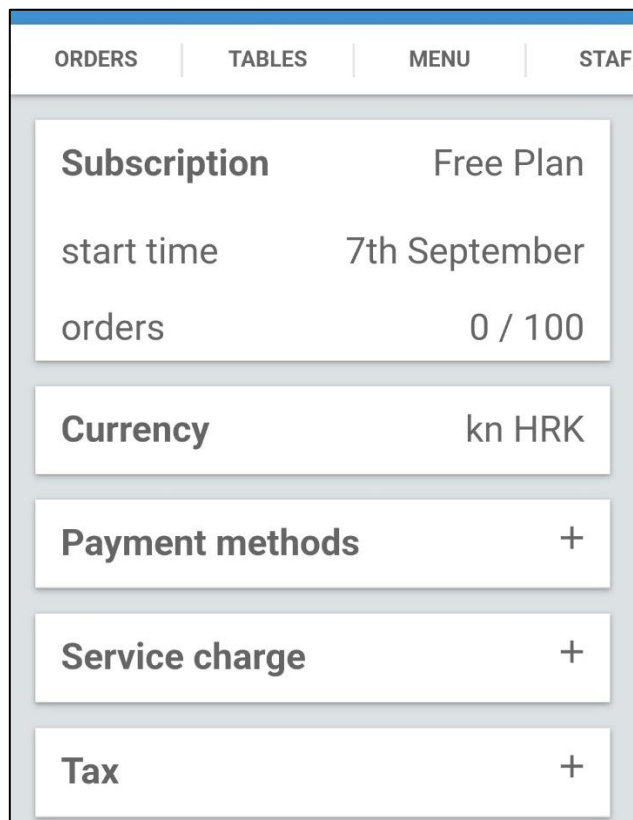 ORDERS TABLES MENU STAF
Subscription Free Plan
start time 7th September
orders 0 / 100
Currency kn HRK
Payment methods +
Service charge +
Tax +